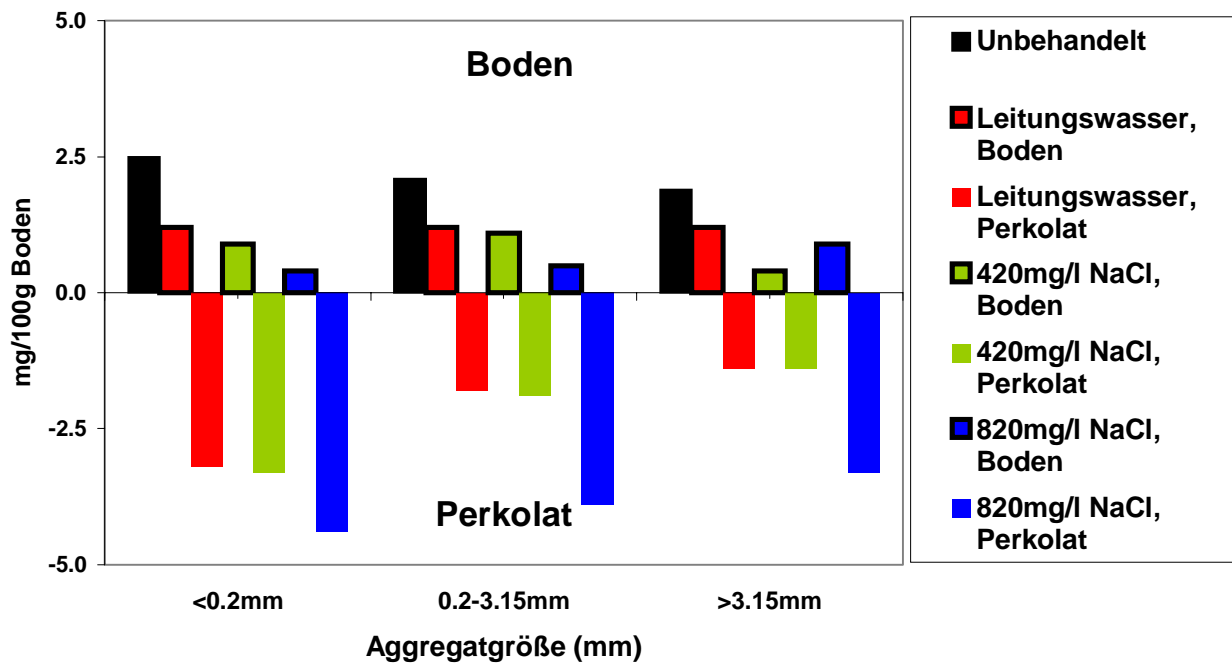 5.0
2.5
0.0
-2.5
-5.0
mg/100g Boden
Boden
Perkolat
<0.2mm
0.2-3.15mm
>3.15mm
Aggregatgröße (mm)
Unbehandelt
Leitungswasser,
Boden
Leitungswasser,
Perkolat
420mg/l NaCl,
Boden
420mg/l NaCl,
Perkolat
820mg/l NaCl,
Boden
820mg/l NaCl,
Perkolat